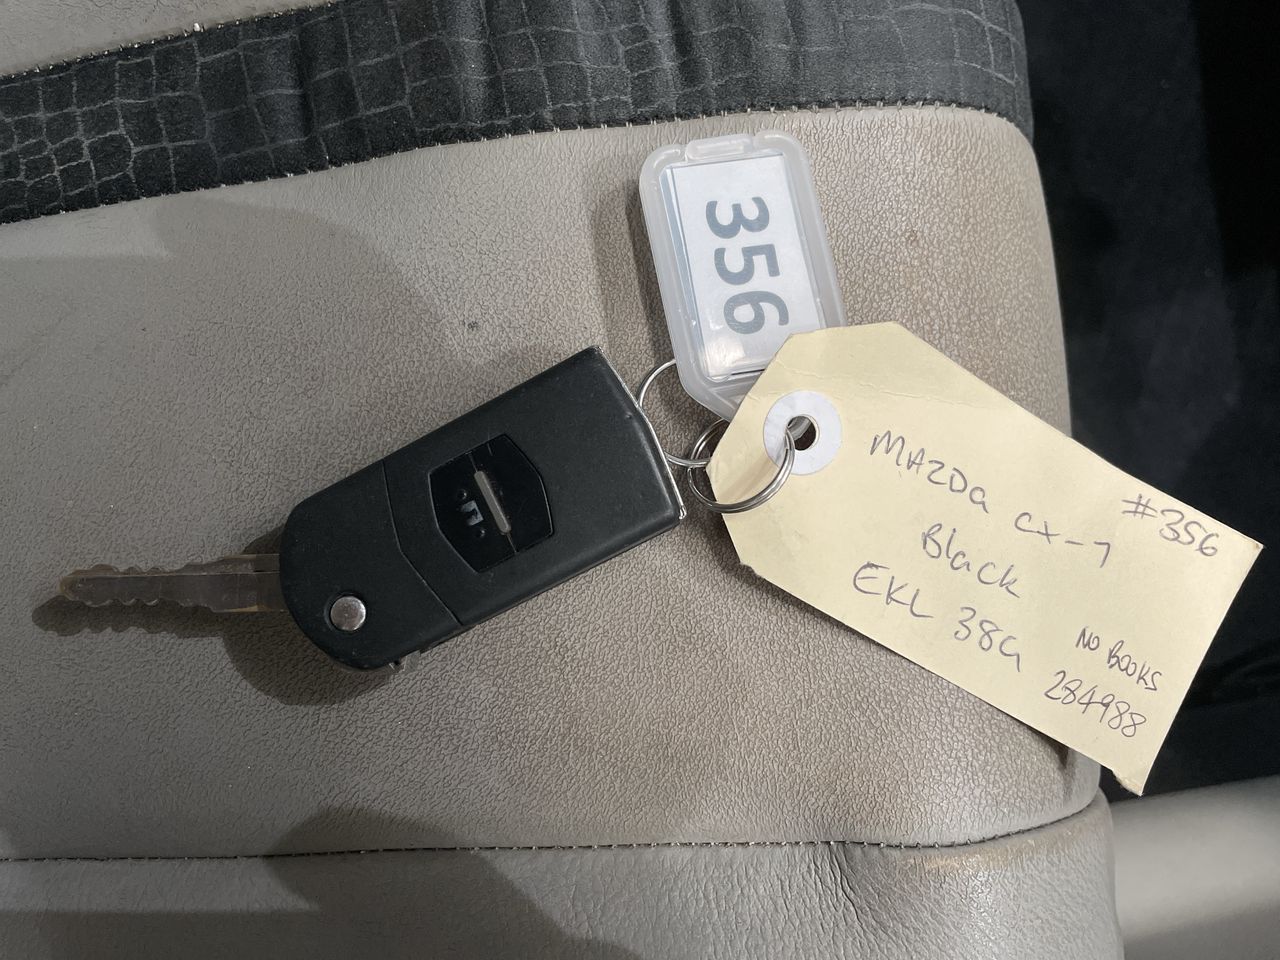 356
MAZDA CX-7
#356
Black
EKL 38G
NO BOOKS
284988